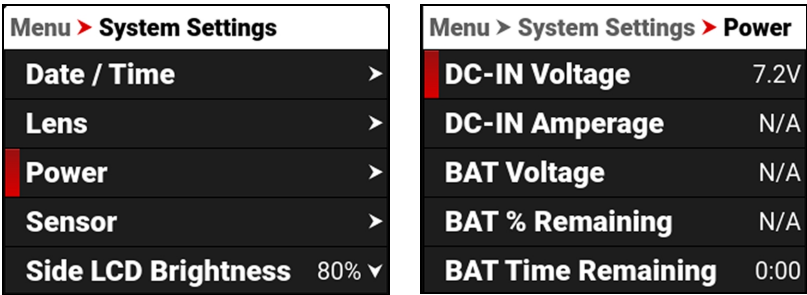 Menu ➤ System Settings
Date / Time ➤
Lens ➤
Power ➤
Sensor ➤
Side LCD Brightness 80%
Menu ➤ System Settings ➤ Power
DC-IN Voltage 7.2V
DC-IN Amperage N/A
BAT Voltage N/A
BAT % Remaining N/A
BAT Time Remaining 0:00